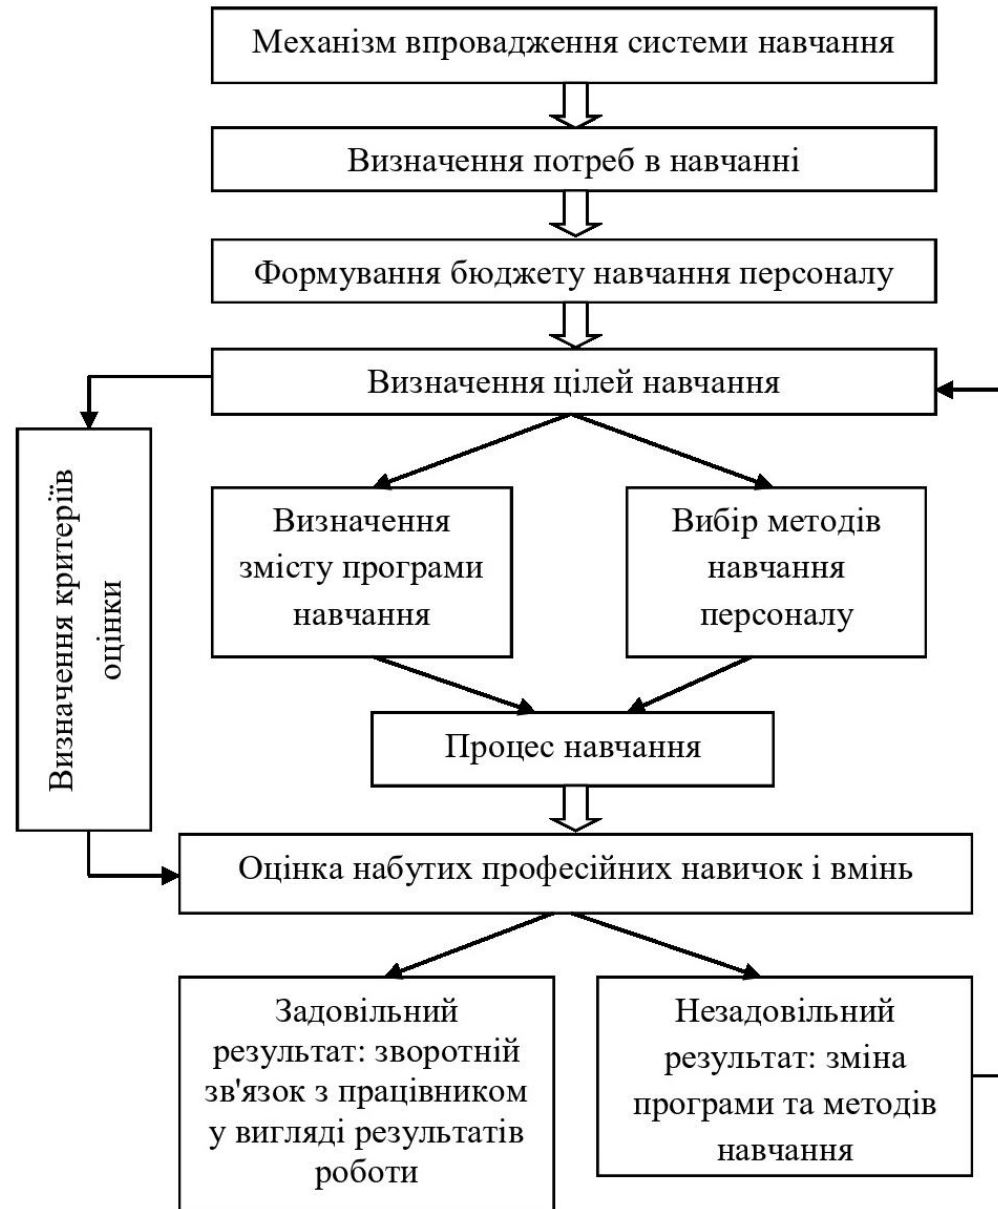 Механізм впровадження системи навчання
Визначення потреб в навчанні
Формування бюджету навчання персоналу
Визначення цілей навчання
Визначення критеріїв
оцінки
Визначення
змісту програми
навчання
Вибір методів
навчання
персоналу
Процес навчання
Оцінка набутих професійних навичок і вмінь
Задовільний
результат: зворотній
зв'язок з працівником
у вигляді результатів
роботи
Незадовільний
результат: зміна
програми та методів
навчання